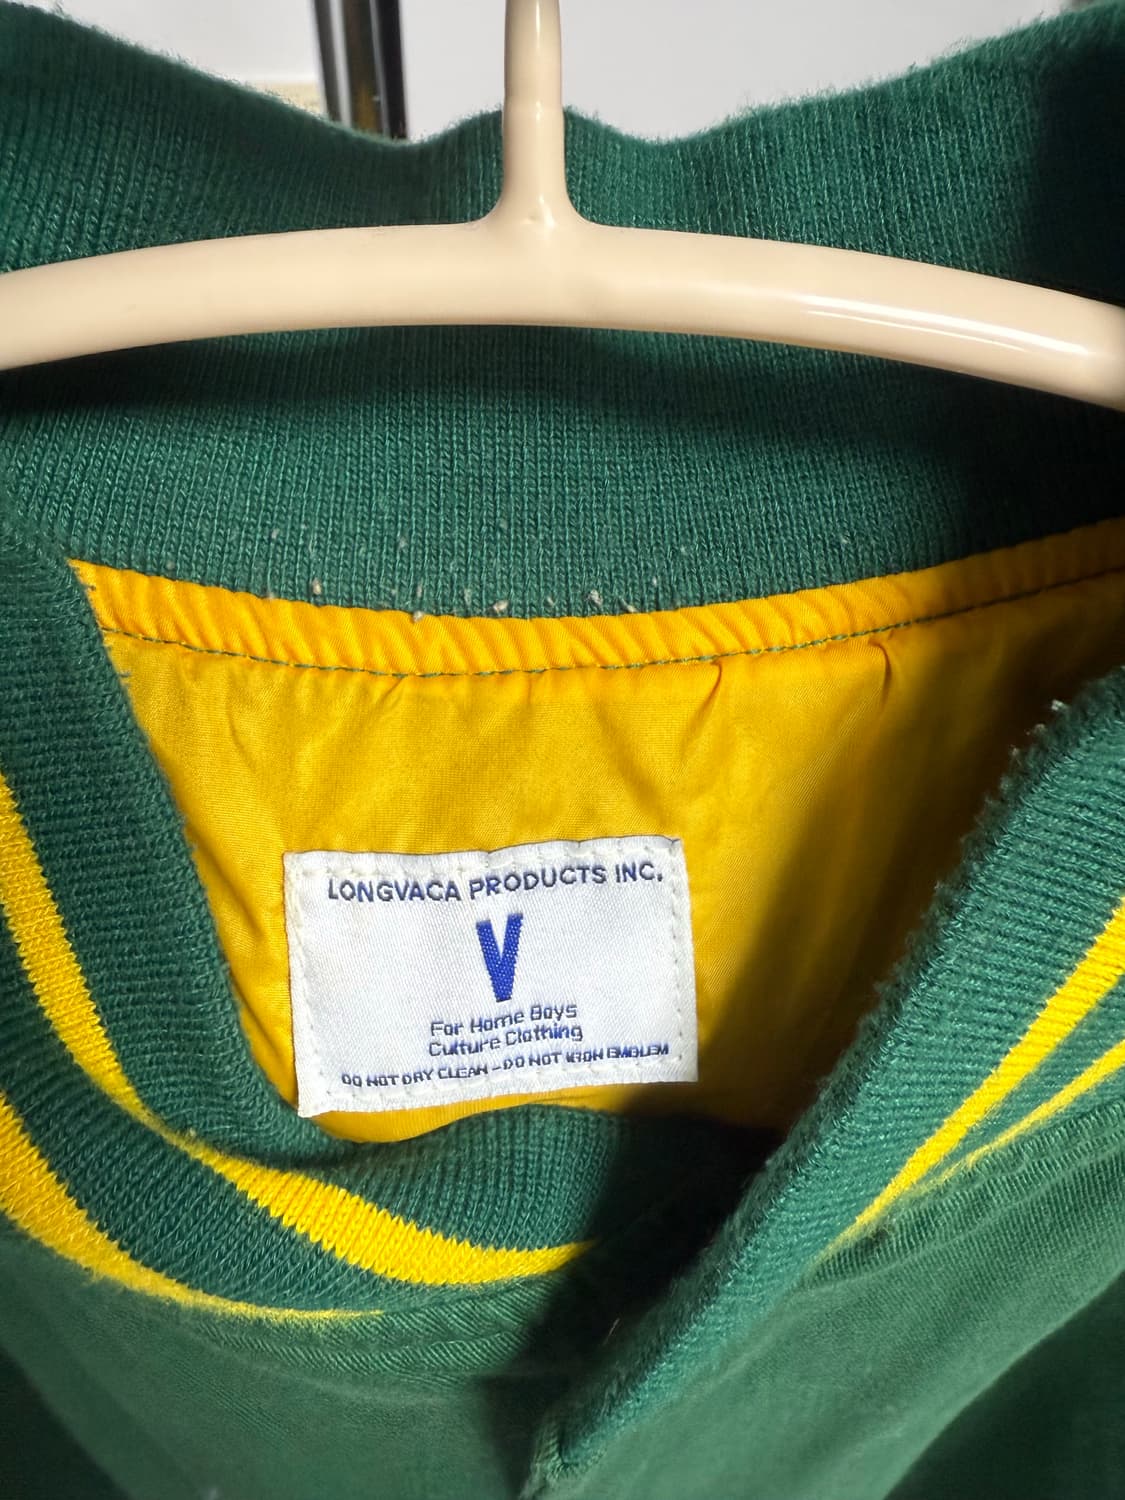 LONGVACA PRODUCTS INC.
V
For Home Boys
Culture Clothing
DO NOT DRY CLEAN - DO NOT IRON EMBLEM